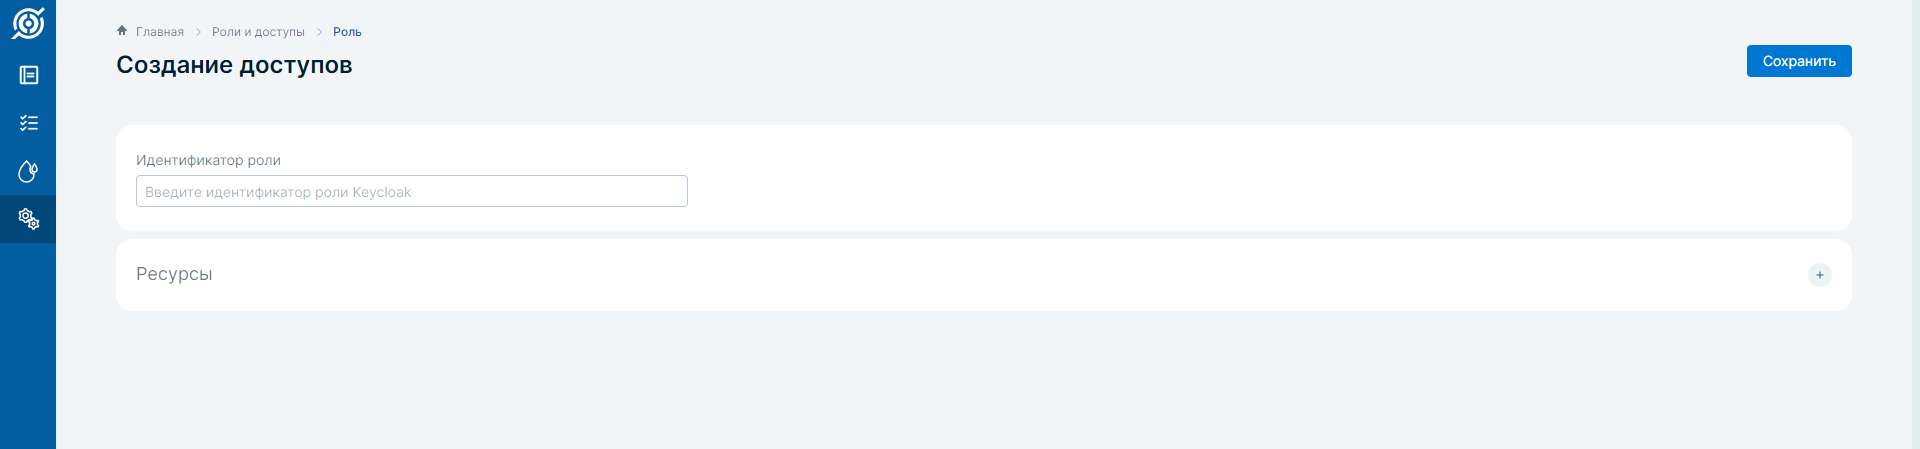 Главная > Роли и доступы > Роль
Создание доступов
Сохранить
Идентификатор роли
Введите идентификатор роли Keycloak
Ресурсы
+